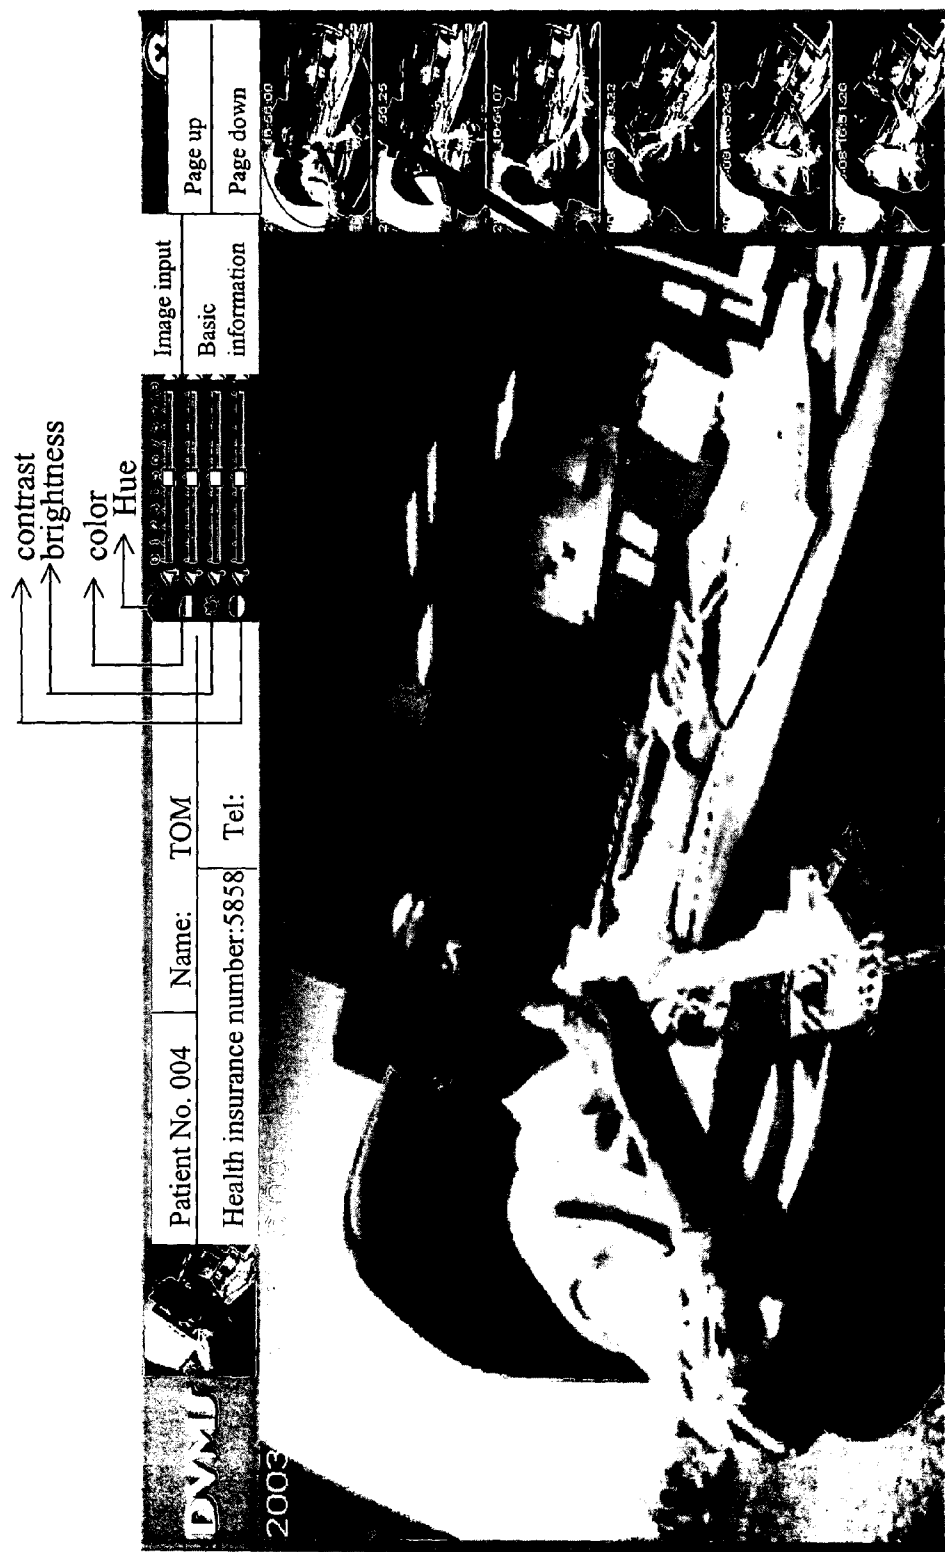 contrast
brightness
color
Hue
DVMS
Patient No. 004
Name: TOM
Health insurance number:5858
Tel:
Image input
Basic
information
Page up
Page down
2003